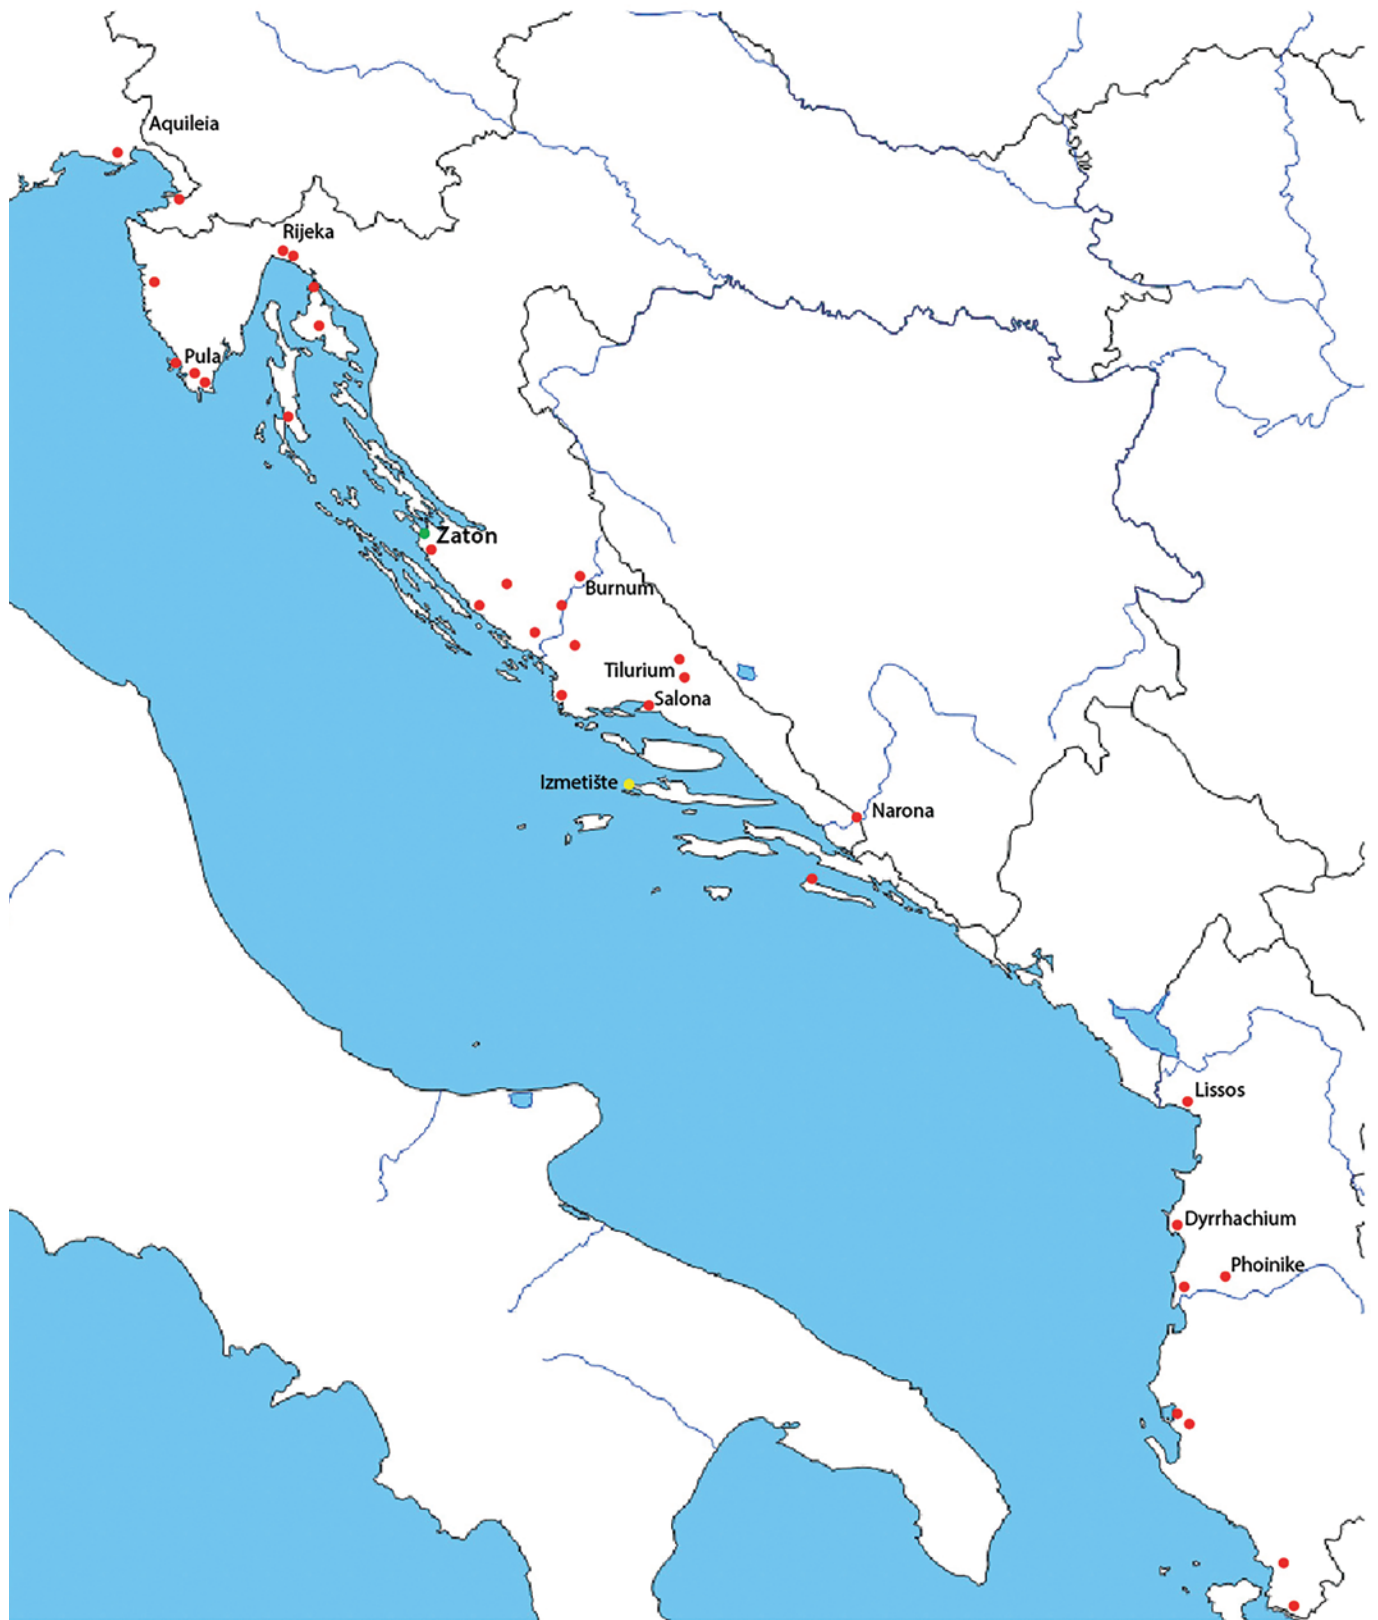 Aquileia
Rijeka
Pula
Zaton
Burnum
Tilurium
Salona
Izmetište
Narona
Lissos
Dyrrhachium
Phoinike